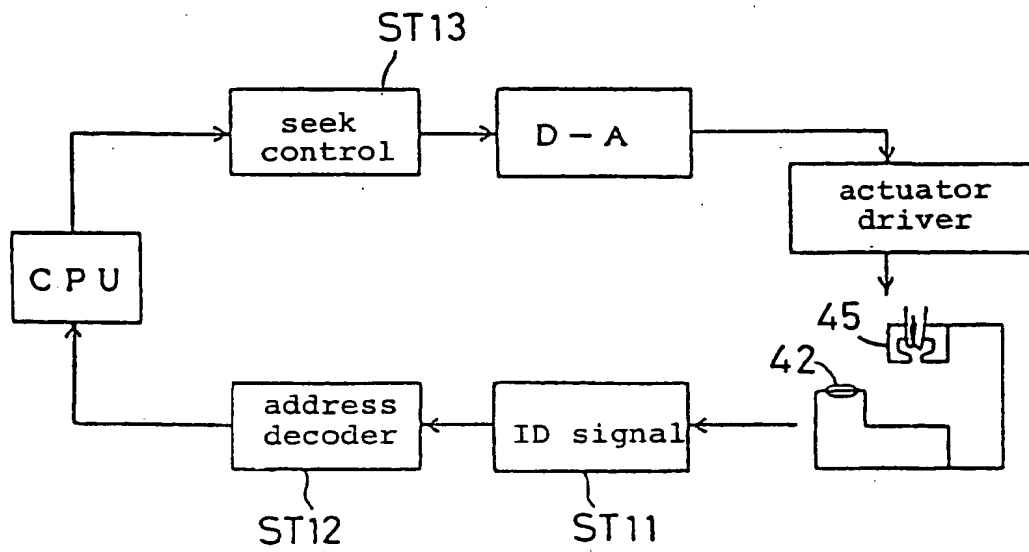 ST13
seek
control
D-A
actuator
driver
CPU
45
42
address
decoder
ID signal
ST12
ST11